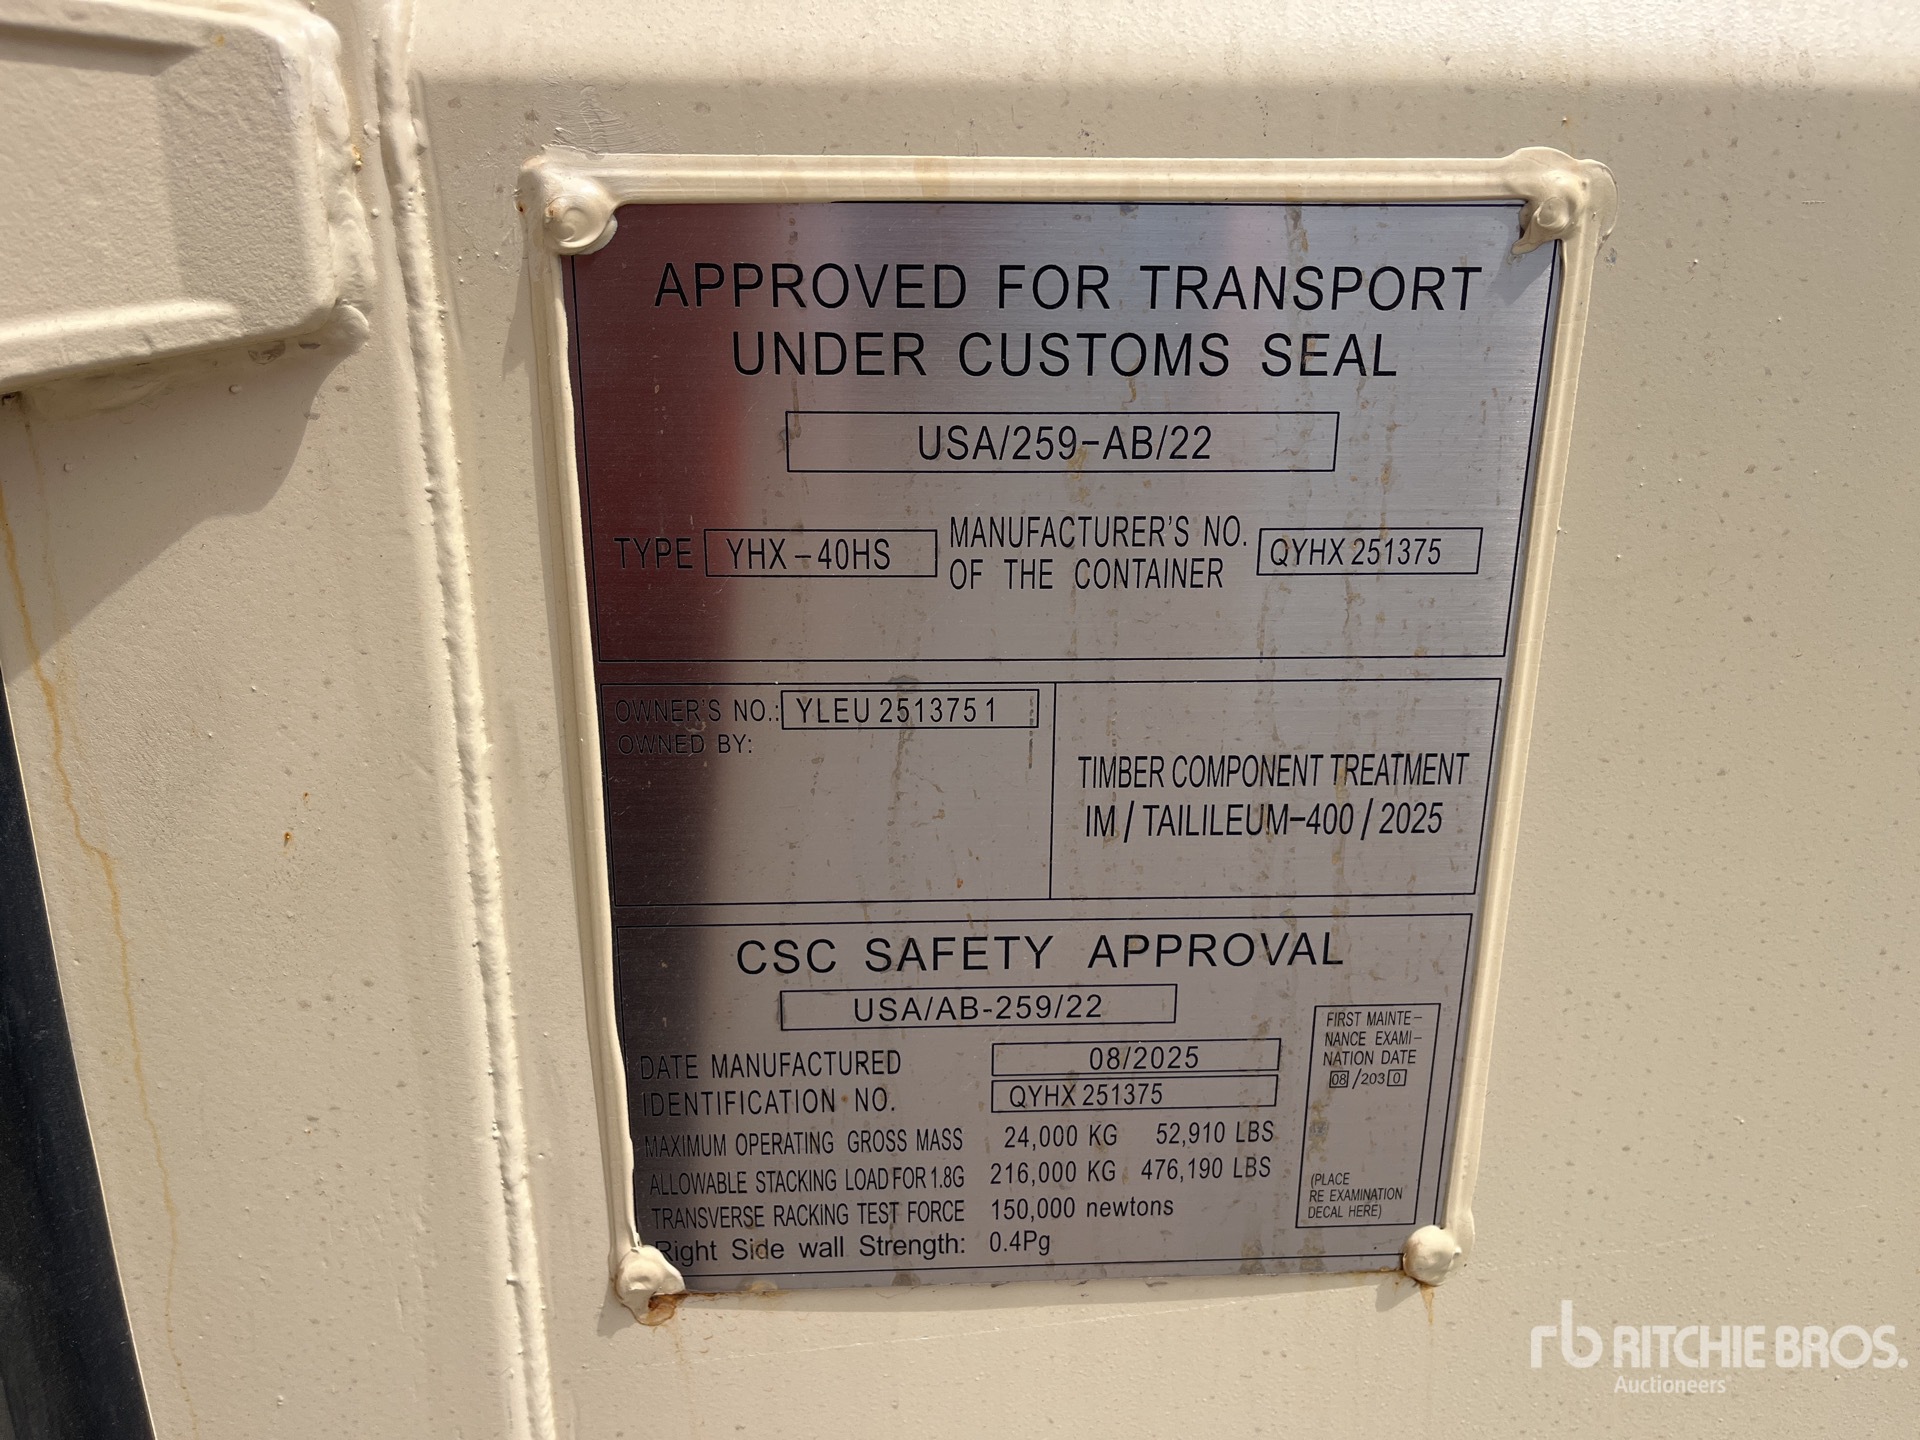 APPROVED FOR TRANSPORT
UNDER CUSTOMS SEAL
USA/259-AB/22
TYPE YHX-40HS MANUFACTURER'S NO. OF THE CONTAINER QYHX 251375
OWNER'S NO.: YLEU 251375 1
OWNED BY:
TIMBER COMPONENT TREATMENT
IM / TAILILEUM-400 / 2025
CSC SAFETY APPROVAL
USA/AB-259/22
DATE MANUFACTURED 08/2025
IDENTIFICATION NO. QYHX 251375
MAXIMUM OPERATING GROSS MASS 24,000 KG 52,910 LBS
ALLOWABLE STACKING LOAD FOR 1.8G 216,000 KG 476,190 LBS
TRANSVERSE RACKING TEST FORCE 150,000 newtons
Right Side wall Strength: 0.4Pg
FIRST MAINTE-
NANCE EXAMI-
NATION DATE
08/2030
(PLACE
RE EXAMINATION
DECAL HERE)
rb RITCHIE BROS.
Auctioneers